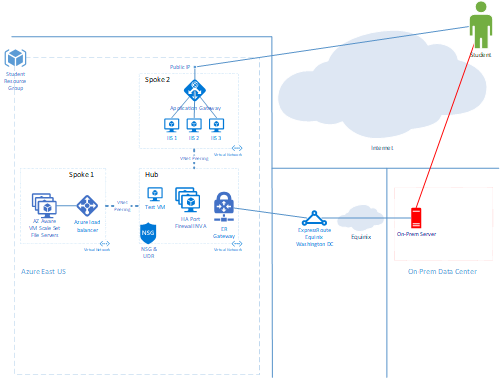 Student
Resource
Group
Public IP
Student
Spoke 2
Application Gateway
IIS 1
IIS 2
IIS 3
Internet
VNet Peering
Virtual Network
Spoke 1
Hub
VNet
Peering
Test VM
AZ Aware
VM Scale Set
File Servers
Azure load
balancer
HA Port
Firewall NVA
ER
Gateway
NSG
NSG &
UDR
Virtual Network
Virtual Network
ExpressRoute
Equinix
Washington DC
Equinix
On-Prem Server
Azure East US
On Prem Data Center